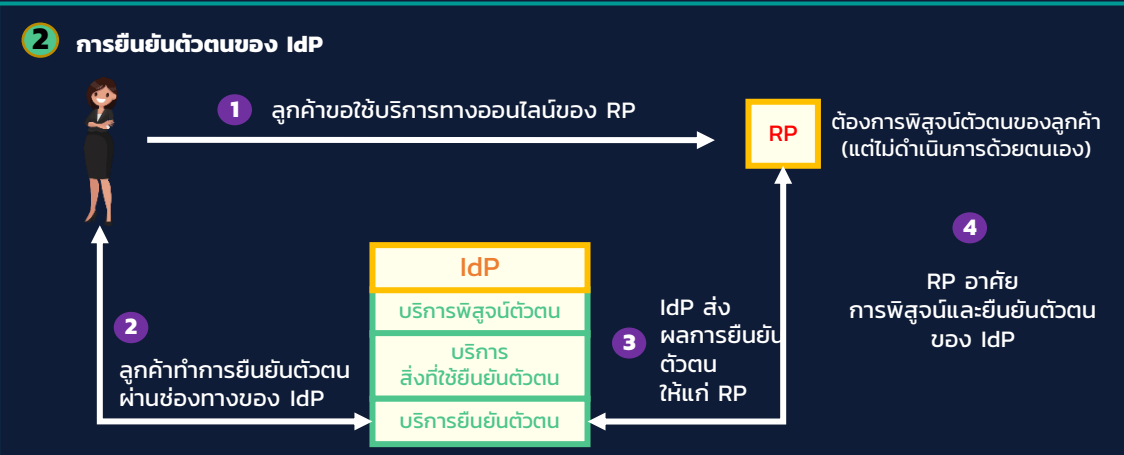 2 การยืนยันตัวตนของ IdP
1 ลูกค้าขอใช้บริการทางออนไลน์ของ RP
RP
ต้องการพิสูจน์ตัวตนของลูกค้า
(แต่ไม่ดำเนินการด้วยตนเอง)
2
ลูกค้าทำการยืนยันตัวตน
ผ่านช่องทางของ IdP
IdP
บริการพิสูจน์ตัวตน
บริการ
สิ่งที่ใช้ยืนยันตัวตน
บริการยืนยันตัวตน
3
IdP ส่ง
ผลการยืนยัน
ตัวตน
ให้แก่ RP
4
RP อาศัย
การพิสูจน์และยืนยันตัวตน
ของ IdP